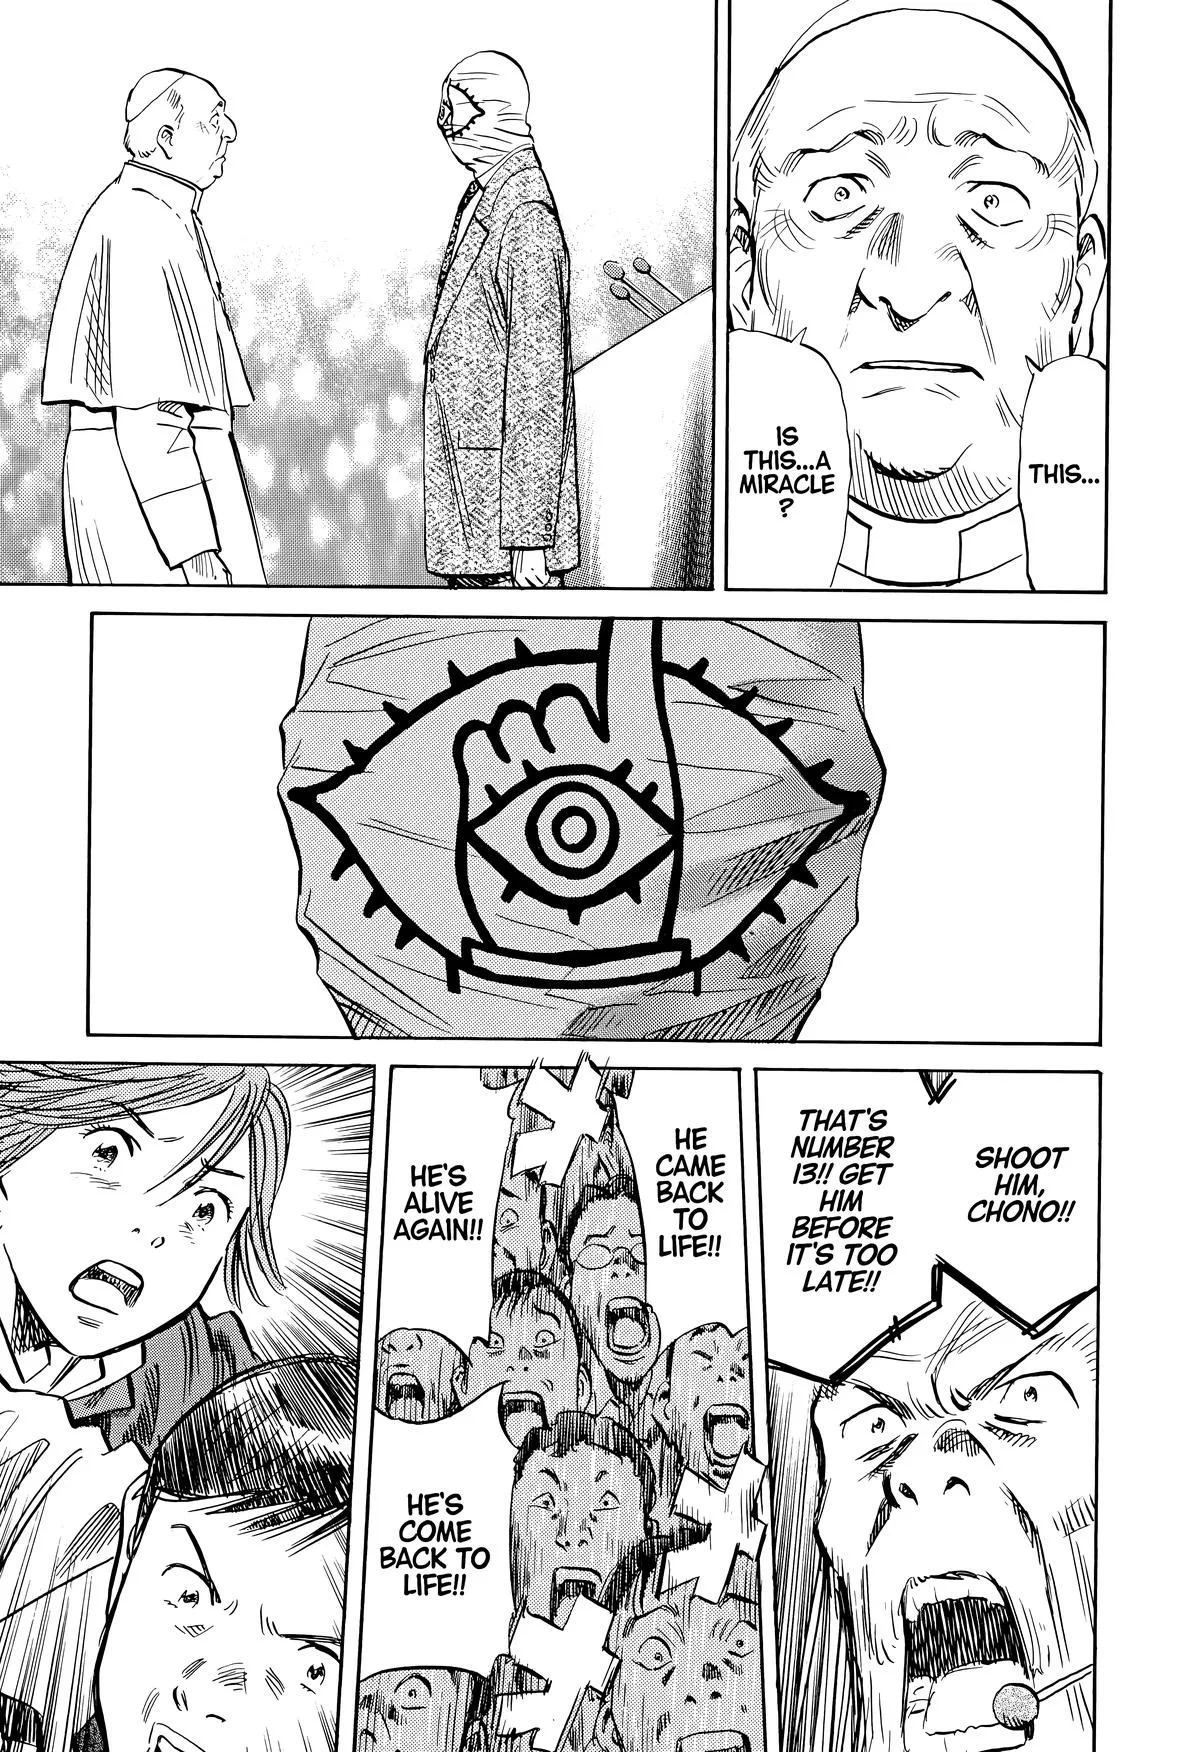 THIS...
IS
THIS...A
MIRACLE
?
SHOOT
HIM,
CHONO!!
THAT'S
NUMBER
13!! GET
HIM
BEFORE
IT'S TOO
LATE!!
HE
CAME
BACK
TO
LIFE!!
HE'S
ALIVE
AGAIN!!
HE'S
COME
BACK TO
LIFE!!